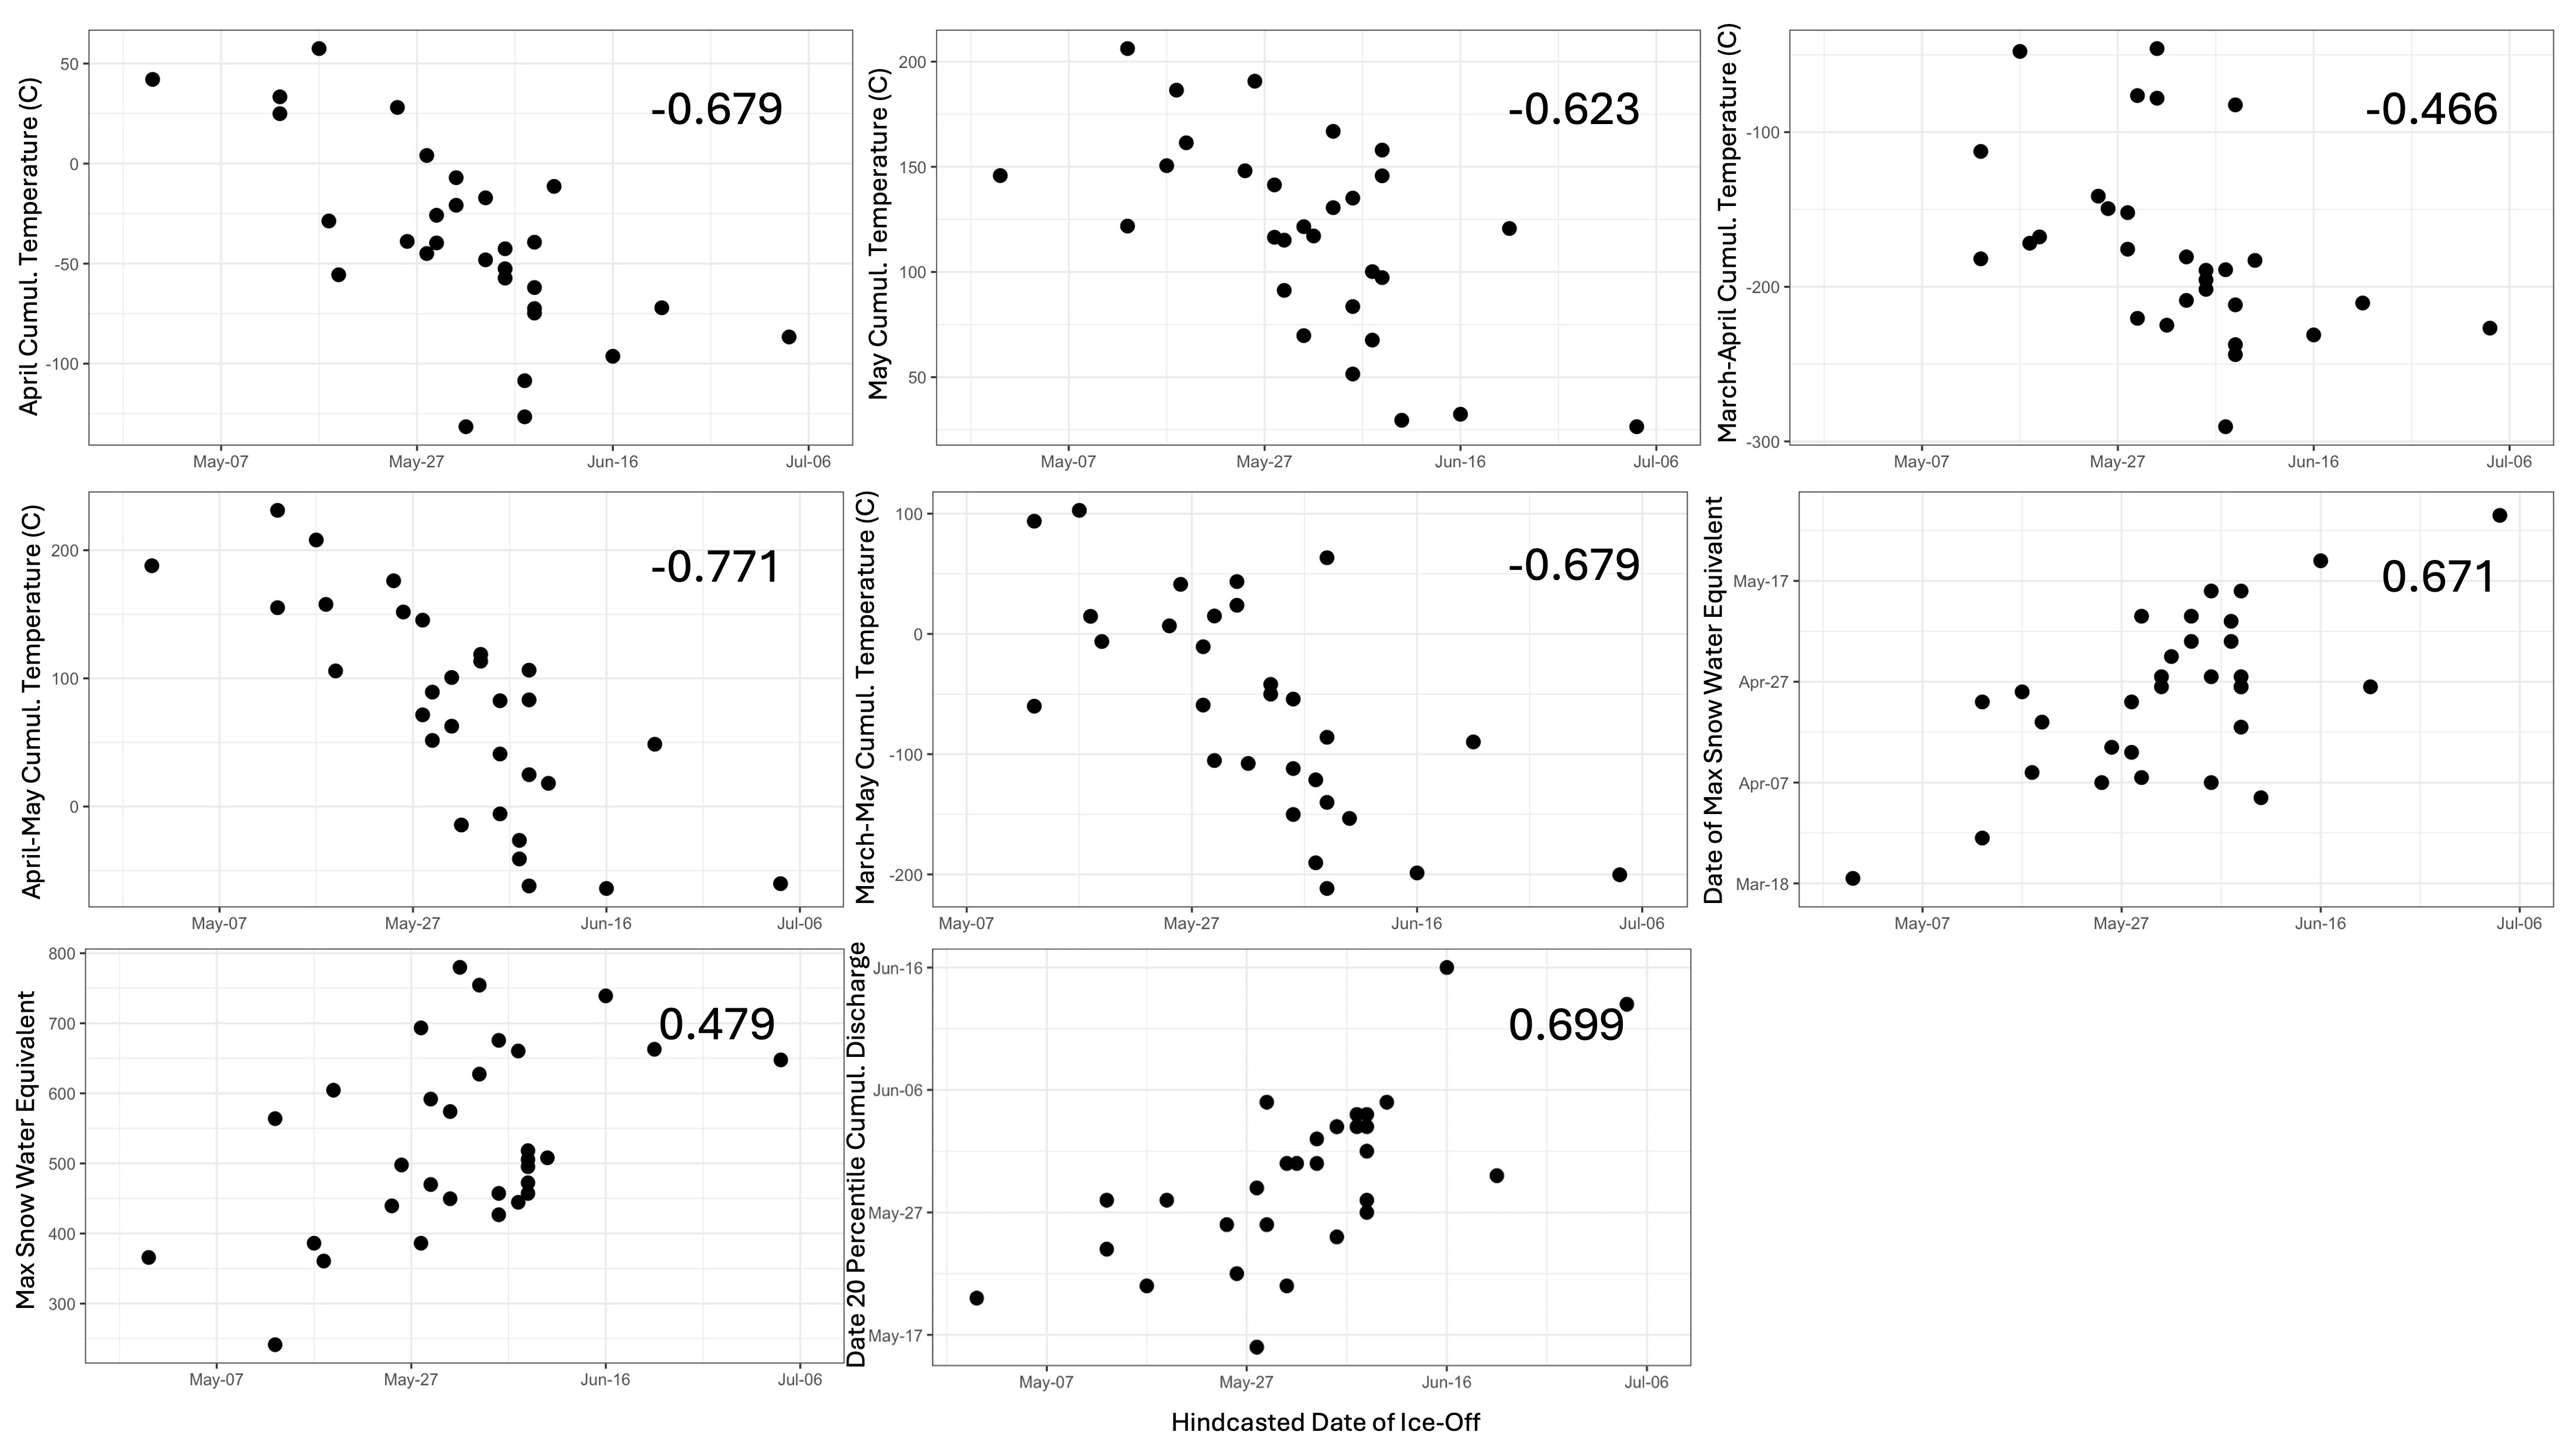 April Cumul. Temperature (C)
50
0
-50
-100
-0.679
May-07
May-27
Jun-16
Jul-06
May Cumul. Temperature (C)
200
150
100
50
-0.623
May-07
May-27
Jun-16
Jul-06
March-April Cumul. Temperature (C)
-100
-200
-300
-0.466
May-07
May-27
Jun-16
Jul-06
April-May Cumul. Temperature (C)
200
100
0
-0.771
May-07
May-27
Jun-16
Jul-06
March-May Cumul. Temperature (C)
100
0
-100
-200
-0.679
May-07
May-27
Jun-16
Jul-06
Date of Max Snow Water Equivalent
May-17
Apr-27
Apr-07
Mar-18
0.671
May-07
May-27
Jun-16
Jul-06
Max Snow Water Equivalent
800
700
600
500
400
300
0.479
May-07
May-27
Jun-16
Jul-06
Date 20 Percentile Cumul. Discharge
Jun-16
Jun-06
May-27
May-17
0.699
May-07
May-27
Jun-16
Jul-06
Hindcasted Date of Ice-Off